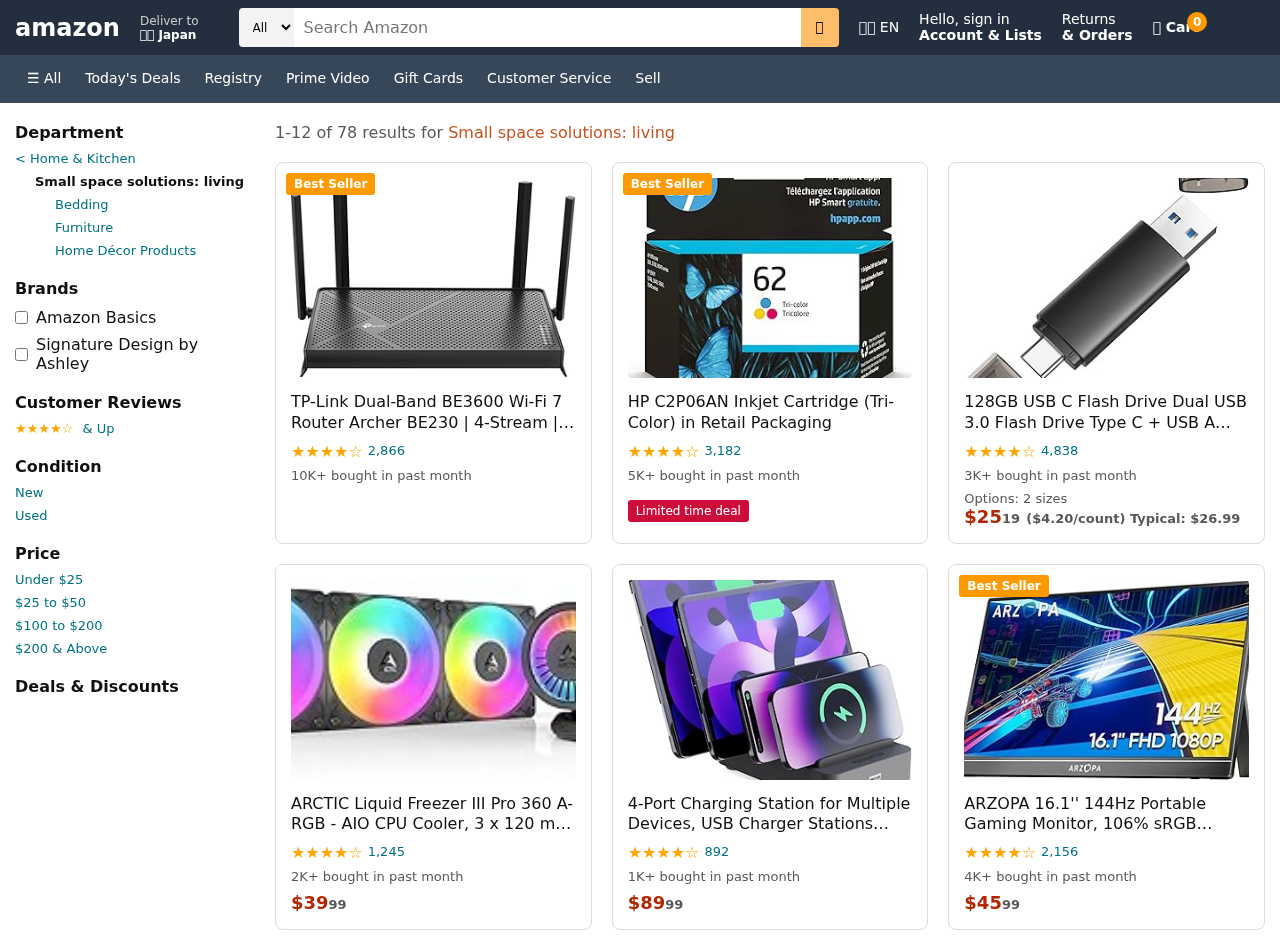 amazon
Deliver to
Japan
All
Search Amazon
EN
Hello, sign in
Account & Lists
Returns
& Orders
0
☰ All
Today's Deals
Registry
Prime Video
Gift Cards
Customer Service
Sell
Department
< Home & Kitchen
Small space solutions: living
Bedding
Furniture
Home Décor Products
Brands
Amazon Basics
Signature Design by
Ashley
Customer Reviews
★★★★☆ & Up
Condition
New
Used
Price
Under $25
$25 to $50
$100 to $200
$200 & Above
Deals & Discounts
1-12 of 78 results for Small space solutions: living
Best Seller
TP-Link Dual-Band BE3600 Wi-Fi 7
Router Archer BE230 | 4-Stream |...
★★★★☆ 2,866
10K+ bought in past month
Best Seller
Téléchargez l'application
HP Smart gratuite.
hpapp.com
62
Tri-color
Tricolore
HP C2P06AN Inkjet Cartridge (Tri-
Color) in Retail Packaging
★★★★☆ 3,182
5K+ bought in past month
Limited time deal
128GB USB C Flash Drive Dual USB
3.0 Flash Drive Type C + USB A...
★★★★☆ 4,838
3K+ bought in past month
Options: 2 sizes
$2519 ($4.20/count) Typical: $26.99
ARCTIC Liquid Freezer III Pro 360 A-
RGB - AIO CPU Cooler, 3 x 120 m...
★★★★☆ 1,245
2K+ bought in past month
$3999
4-Port Charging Station for Multiple
Devices, USB Charger Stations...
★★★★☆ 892
1K+ bought in past month
$8999
Best Seller
ARZOPA
144HZ
16.1" FHD 1080P
ARZOPA
ARZOPA 16.1'' 144Hz Portable
Gaming Monitor, 106% sRGB...
★★★★☆ 2,156
4K+ bought in past month
$4599